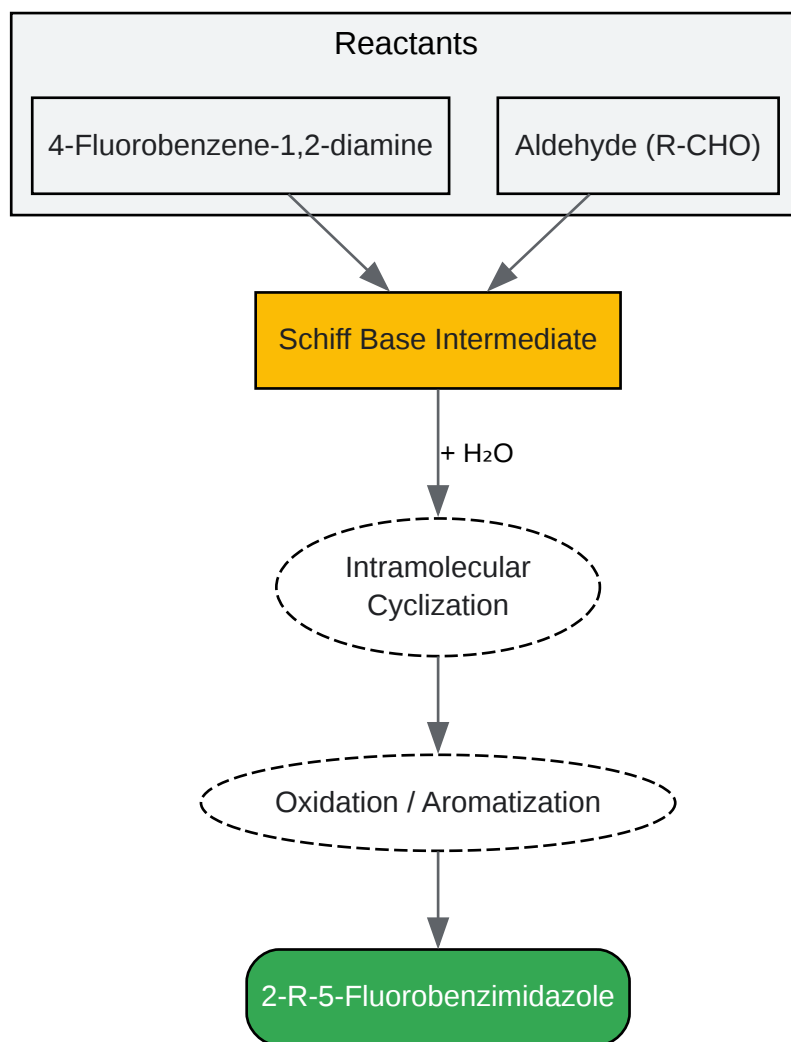 Reactants
4-Fluorobenzene-1,2-diamine
Aldehyde (R-CHO)
Schiff Base Intermediate
+ H₂O
Intramolecular
Cyclization
Oxidation / Aromatization
2-R-5-Fluorobenzimidazole